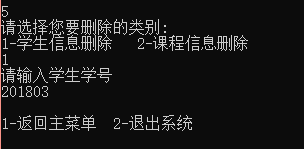 5
请选择您要删除的类别:
1-学生信息删除   2-课程信息删除
1
请输入学生学号
201803
1-返回主菜单  2-退出系统